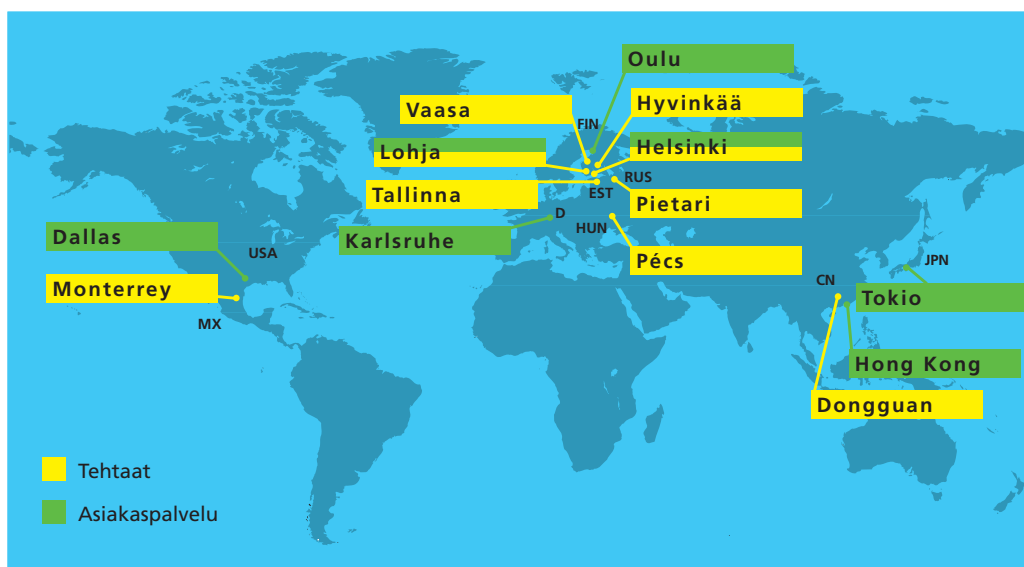 Oulu
Vaasa
Hyvinkää
FIN
Lohja
Helsinki
RUS
Tallinna
EST
Pietari
D
Dallas
Karlsruhe
HUN
USA
Pécs
JPN
Monterrey
CN
Tokio
MX
Hong Kong
Dongguan
Tehtaat
Asiakaspalvelu